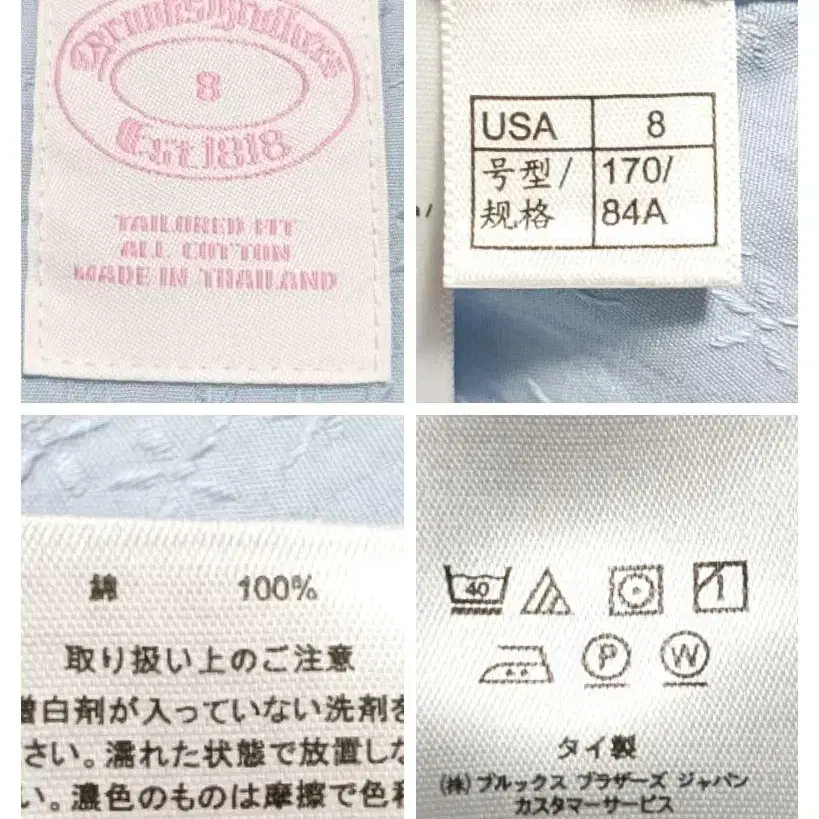 Brooks Brothers
8
Est. 1818
TAILORED FIT
ALL COTTON
MADE IN THAILAND
USA 8
号型/ 170/
规格 84A
綿 100%
取り扱い上のご注意
増白剤が入っていない洗剤を
さい。濡れた状態で放置しな
い。濃色のものは摩擦で色移
40
P W
タイ製
(株)ブルックス ブラザーズ ジャパン
カスタマーサービス